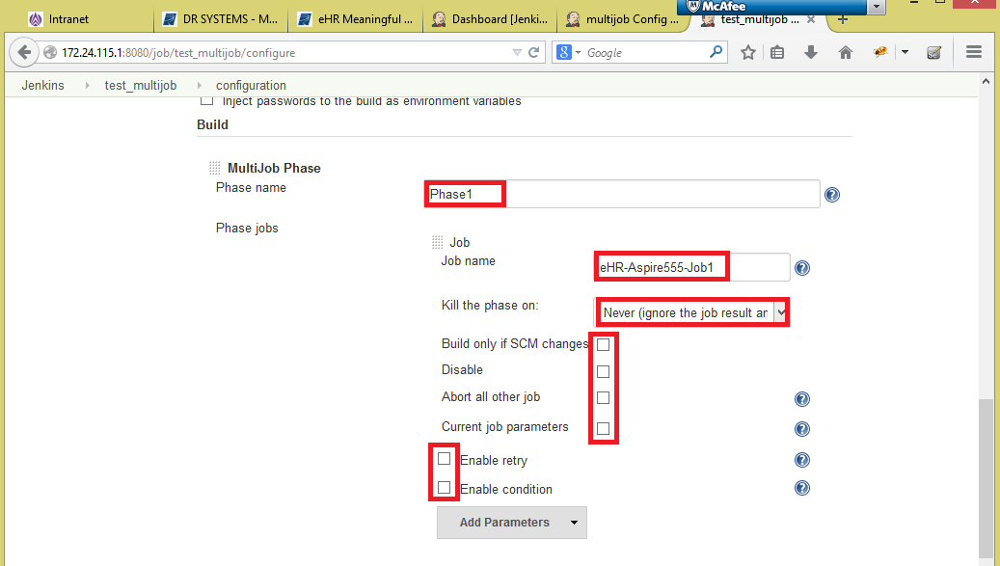 McAfee
Intranet
DR SYSTEMS - M...
eHR Meaningful ...
Dashboard [Jenki...
multijob Config ...
test_multijob ...
172.24.115.1:8080/job/test_multijob/configure
Google
Jenkins
test_multijob
configuration
Inject passwords to the build as environment variables
Build
MultiJob Phase
Phase name
Phase1
Phase jobs
Job
Job name
eHR-Aspire555-Job1
Kill the phase on:
Never (ignore the job result an
Build only if SCM changes
Disable
Abort all other job
Current job parameters
Enable retry
Enable condition
Add Parameters